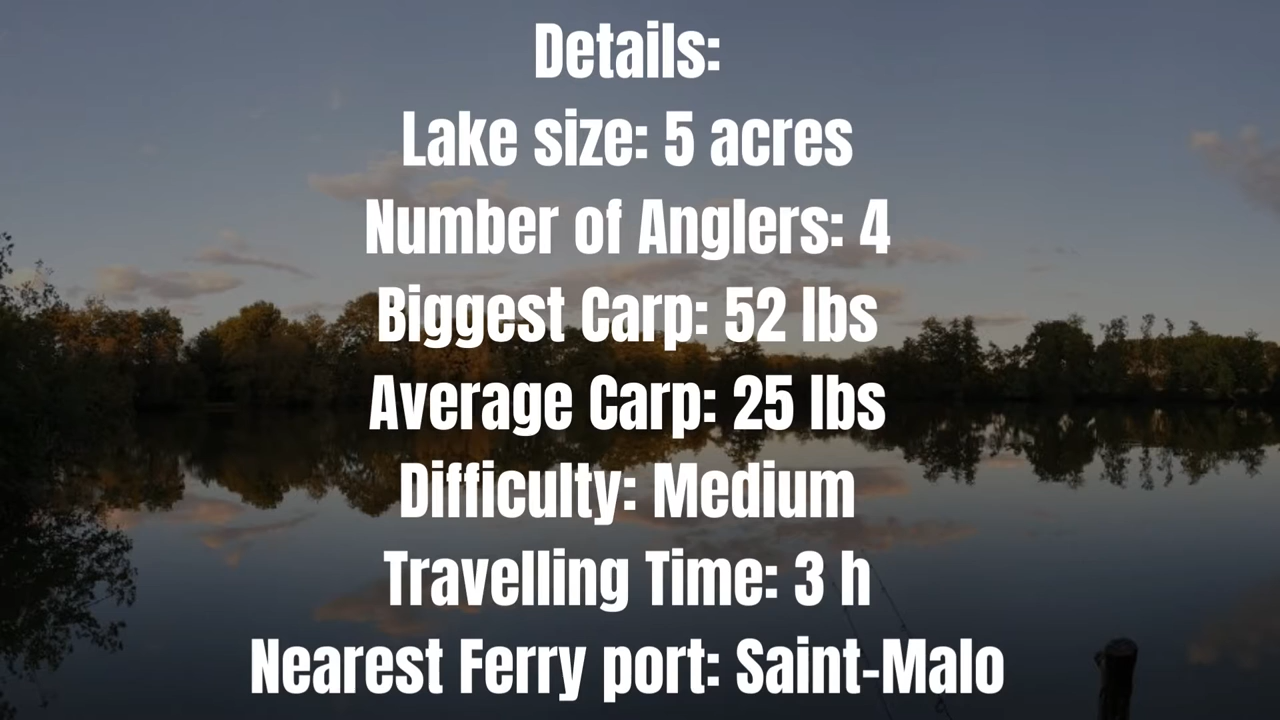 Details:
Lake size: 5 acres
Number of Anglers: 4
Biggest Carp: 52 lbs
Average Carp: 25 lbs
Difficulty: Medium
Travelling Time: 3 h
Nearest Ferry port: Saint-Malo